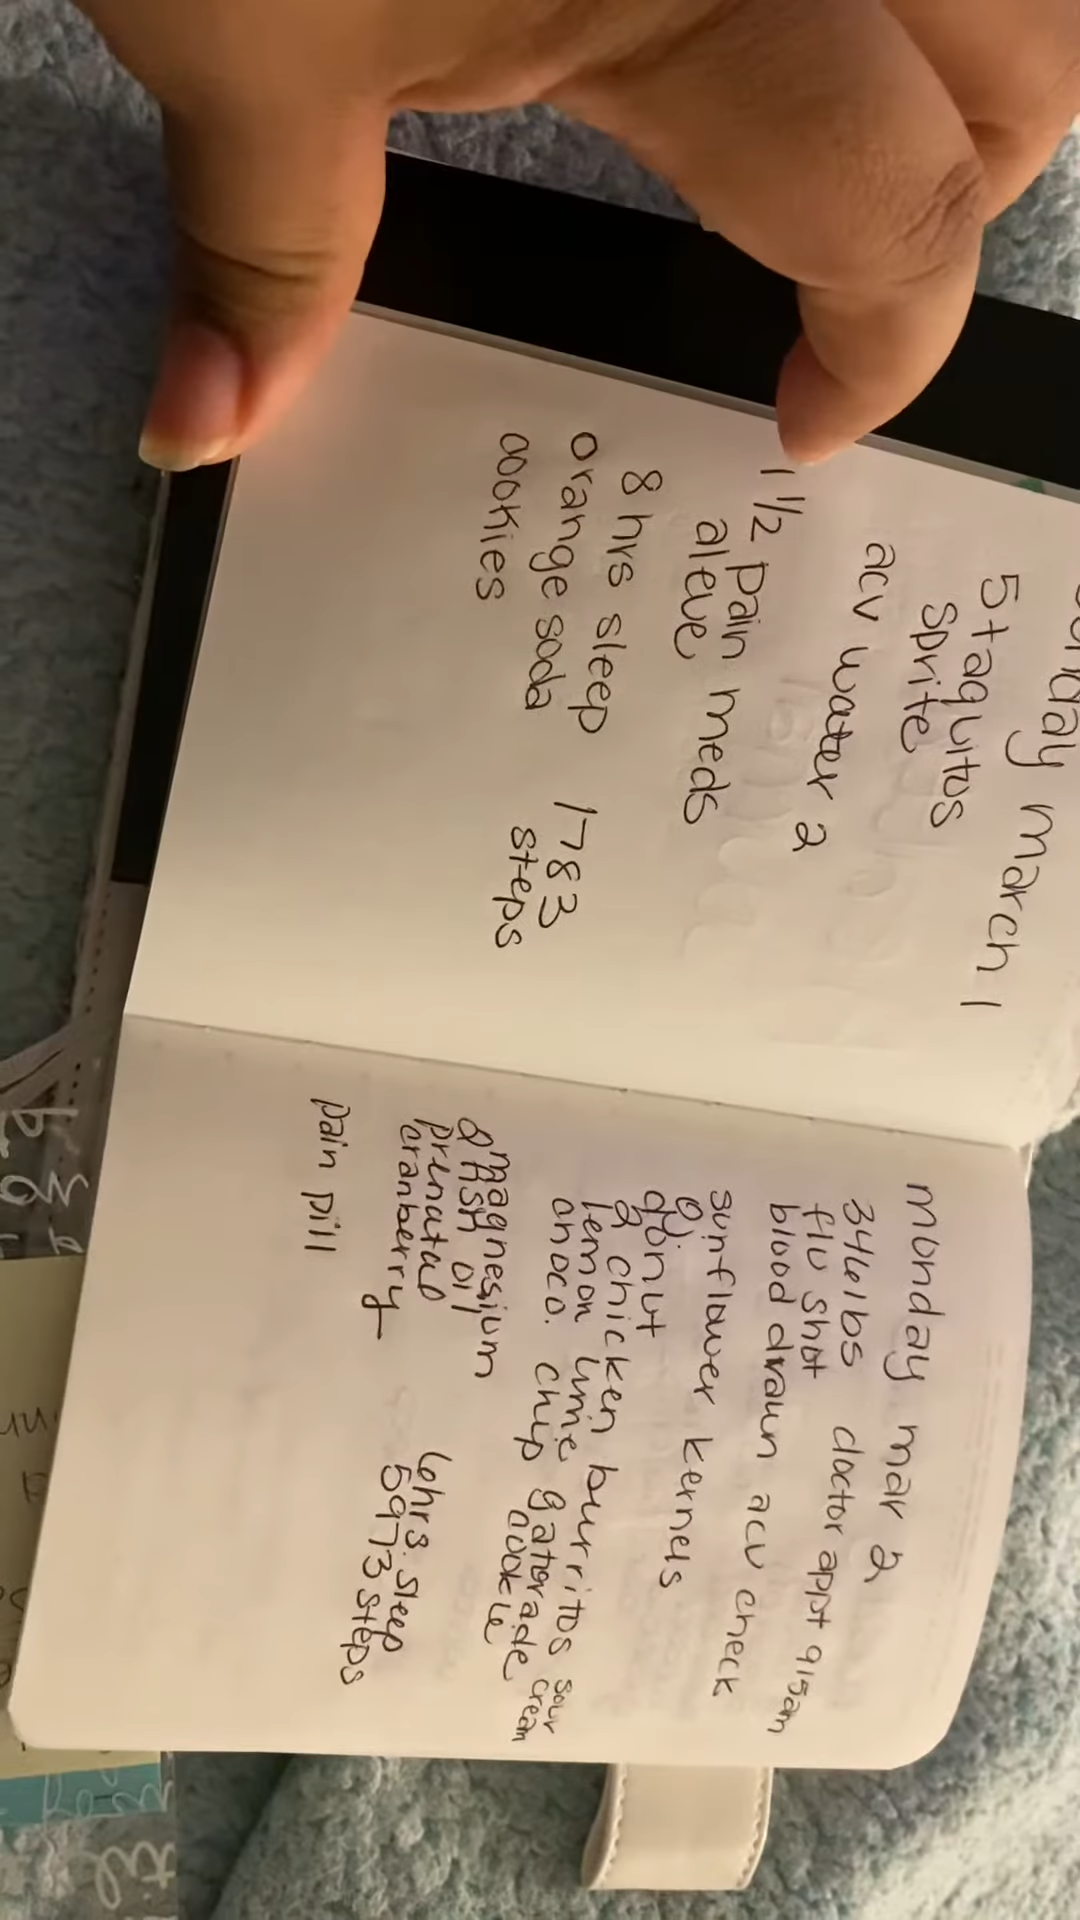 sunday march 1
5 taquitos
sprite
acv water 2
1 1/2 pain meds
aleve
8 hrs sleep
orange soda
cookies
1783
steps
monday mar 2
346lbs doctor appt 915am
flu shot
blood drawn acv check
sunflower kernels
oj
donut
2 chicken burritos sour cream
lemon lime gatorade
choco. chip cookie
magnesium
2 fish oil
prenatal
cranberry
6hrs. sleep
5973 steps
pain pill